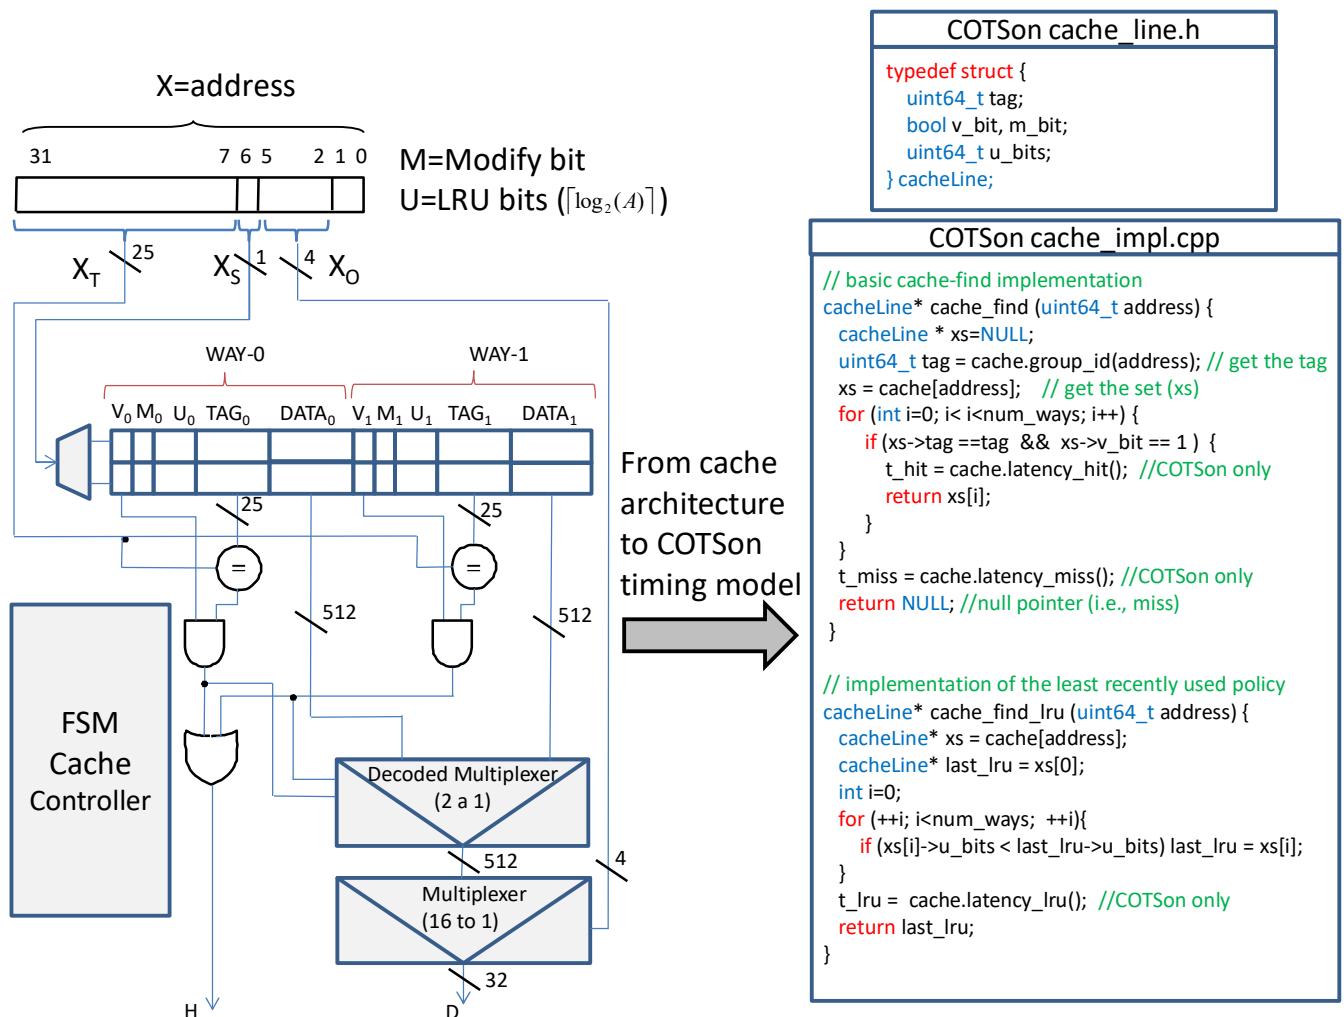 X=address
31 7 6 5 2 1 0
M=Modify bit
U=LRU bits (⌈log₂(A)⌉)
X_T 25 X_S 1 4 X_O
WAY-0 WAY-1
V₀ M₀ U₀ TAG₀ DATA₀ V₁ M₁ U₁ TAG₁ DATA₁
25 25
= =
512 512
FSM
Cache
Controller
Decoded Multiplexer
(2 a 1)
512 4
Multiplexer
(16 to 1)
32
H D
From cache
architecture
to COTSon
timing model
COTSon cache_line.h
typedef struct {
uint64_t tag;
bool v_bit, m_bit;
uint64_t u_bits;
} cacheLine;
COTSon cache_impl.cpp
// basic cache-find implementation
cacheLine* cache_find (uint64_t address) {
cacheLine * xs=NULL;
uint64_t tag = cache.group_id(address); // get the tag
xs = cache[address]; // get the set (xs)
for (int i=0; i< i<num_ways; i++) {
if (xs->tag ==tag && xs->v_bit == 1 ) {
t_hit = cache.latency_hit(); //COTSon only
return xs[i];
}
}
t_miss = cache.latency_miss(); //COTSon only
return NULL; //null pointer (i.e., miss)
}
// implementation of the least recently used policy
cacheLine* cache_find_lru (uint64_t address) {
cacheLine* xs = cache[address];
cacheLine* last_lru = xs[0];
int i=0;
for (++i; i<num_ways; ++i){
if (xs[i]->u_bits < last_lru->u_bits) last_lru = xs[i];
}
t_lru = cache.latency_lru(); //COTSon only
return last_lru;
}